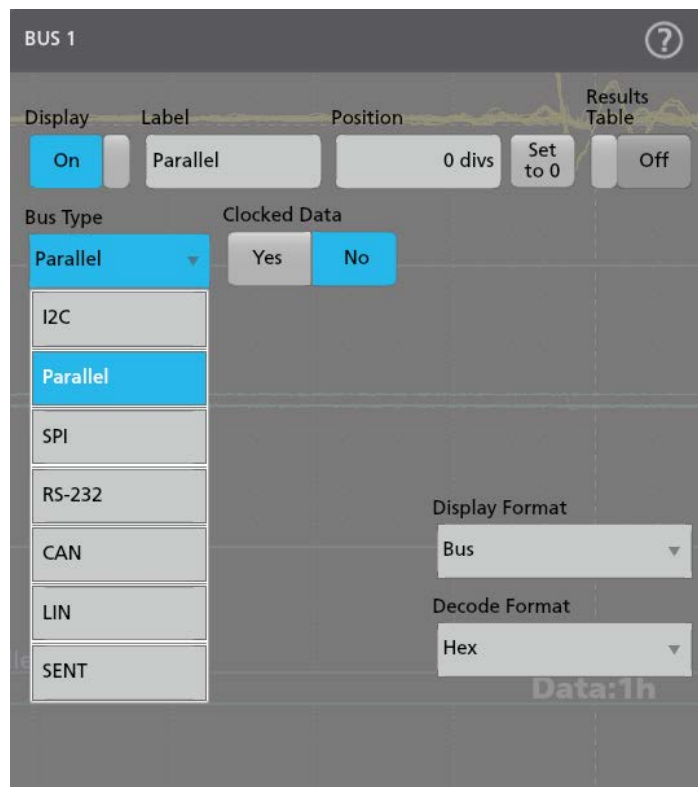 BUS 1
?
Display Label Position Results Table
On Parallel 0 divs Set to 0 Off
Bus Type Clocked Data
Parallel Yes No
I2C
Parallel
SPI
RS-232
Display Format
CAN Bus
LIN Decode Format
Hex
SENT
Data:1h